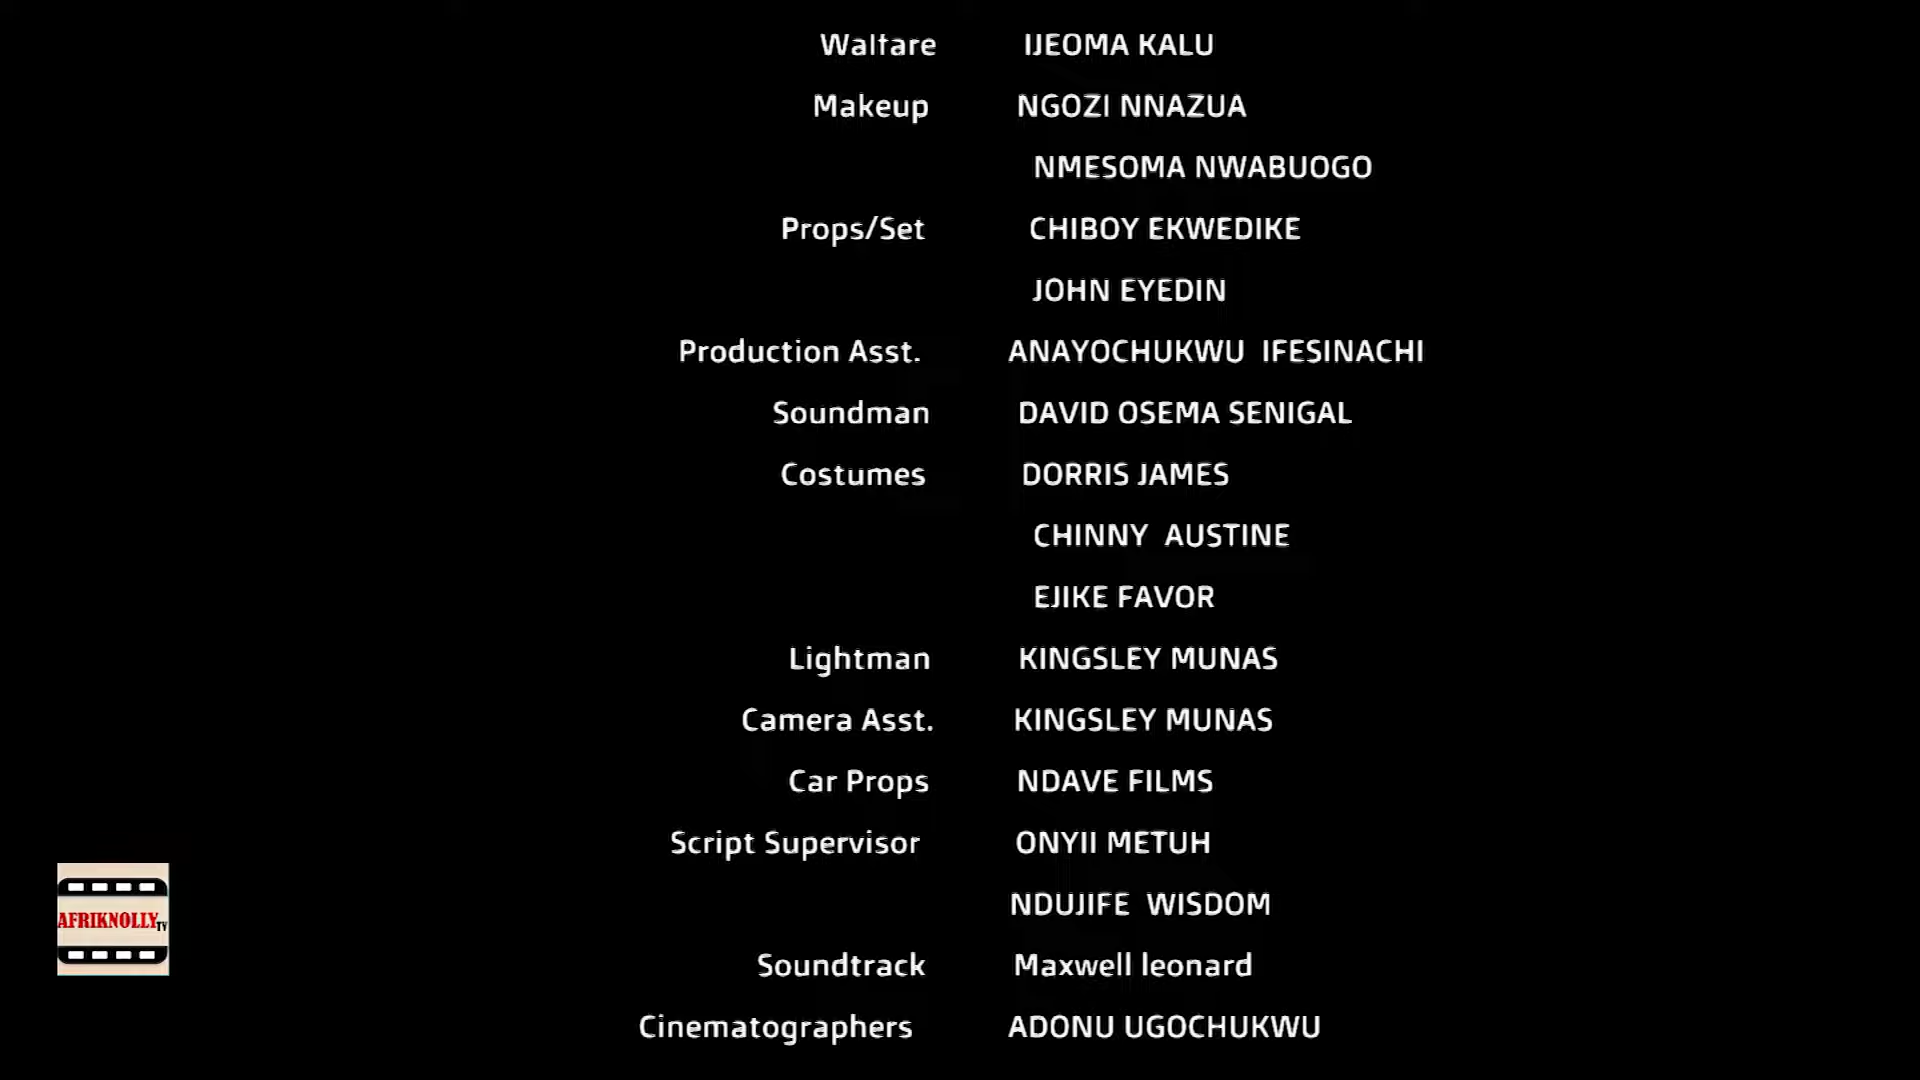 Walfare IJEOMA KALU
Makeup NGOZI NNAZUA
NMESOMA NWABUOGO
Props/Set CHIBOY EKWEDIKE
JOHN EYEDIN
Production Asst. ANAYOCHUKWU IFESINACHI
Soundman DAVID OSEMA SENIGAL
Costumes DORRIS JAMES
CHINNY AUSTINE
EJIKE FAVOR
Lightman KINGSLEY MUNAS
Camera Asst. KINGSLEY MUNAS
Car Props NDAVE FILMS
Script Supervisor ONYII METUH
NDUJIFE WISDOM
AFRIKNOLLY TV
Soundtrack Maxwell leonard
Cinematographers ADONU UGOCHUKWU